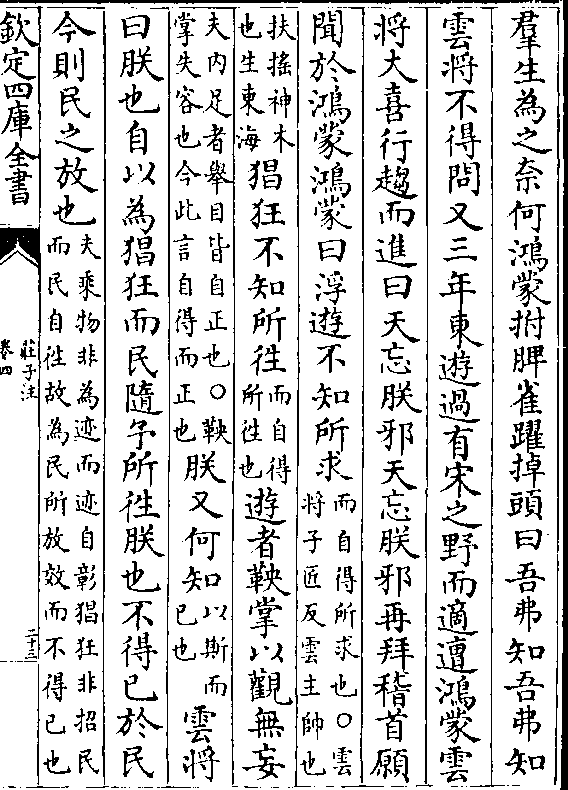 羣生為之奈何鴻蒙拊脾雀躍掉頭曰吾弗知吾弗知
雲將不得問又三年東遊過有宋之野而適遭鴻蒙雲
將大喜行趨而進曰天忘朕邪天忘朕邪再拜稽首願
聞於鴻蒙鴻蒙曰浮遊不知所求而自得所求也○雲
將子匠反雲主帥也
扶搖神木
也生東海猖狂不知所徃而自得
所徃也遊者鞅掌以觀無妄
夫内足者舉目皆自正也○鞅
掌失容也今此言自得而正也朕又何知以斯而
已也雲將
曰朕也自以為猖狂而民隨予所徃朕也不得已於民
今則民之放也夫乘物非為迹而迹自彰猖狂非招民
而民自徃故為民所放效而不得已也
欽定四庫全書
莊子注
卷四
二十三